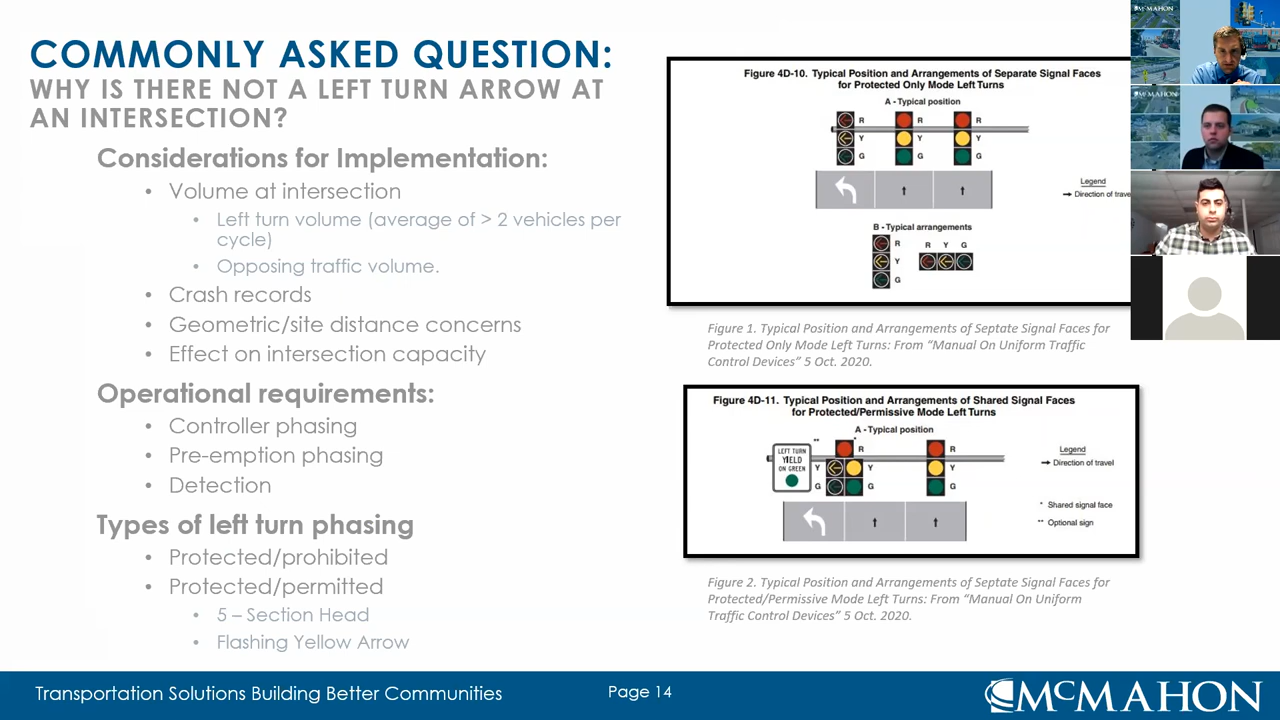 COMMONLY ASKED QUESTION:
WHY IS THERE NOT A LEFT TURN ARROW AT
AN INTERSECTION?
Considerations for Implementation:
• Volume at intersection
• Left turn volume (average of > 2 vehicles per
cycle)
• Opposing traffic volume.
• Crash records
• Geometric/site distance concerns
• Effect on intersection capacity
Operational requirements:
• Controller phasing
• Pre-emption phasing
• Detection
Types of left turn phasing
• Protected/prohibited
• Protected/permitted
• 5 – Section Head
• Flashing Yellow Arrow
Figure 4D-10. Typical Position and Arrangements of Separate Signal Faces
for Protected Only Mode Left Turns
A - Typical position
R R R
Y Y Y
G G G
Legend
Direction of trave
B - Typical arrangements
R R Y G
Y
G
Figure 1. Typical Position and Arrangements of Septate Signal Faces for
Protected Only Mode Left Turns: From “Manual On Uniform Traffic
Control Devices” 5 Oct. 2020.
Figure 4D-11. Typical Position and Arrangements of Shared Signal Faces
for Protected/Permissive Mode Left Turns
A - Typical position
** *
LEFT TURN
YIELD
ON GREEN
R R
Y Y Y
G G G
Legend
Direction of travel
* Shared signal face
** Optional sign
Figure 2. Typical Position and Arrangements of Septate Signal Faces for
Protected/Permissive Mode Left Turns: From “Manual On Uniform
Traffic Control Devices” 5 Oct. 2020.
MCMAHON
MCMAHON
Transportation Solutions Building Better Communities
Page 14
MCMAHON